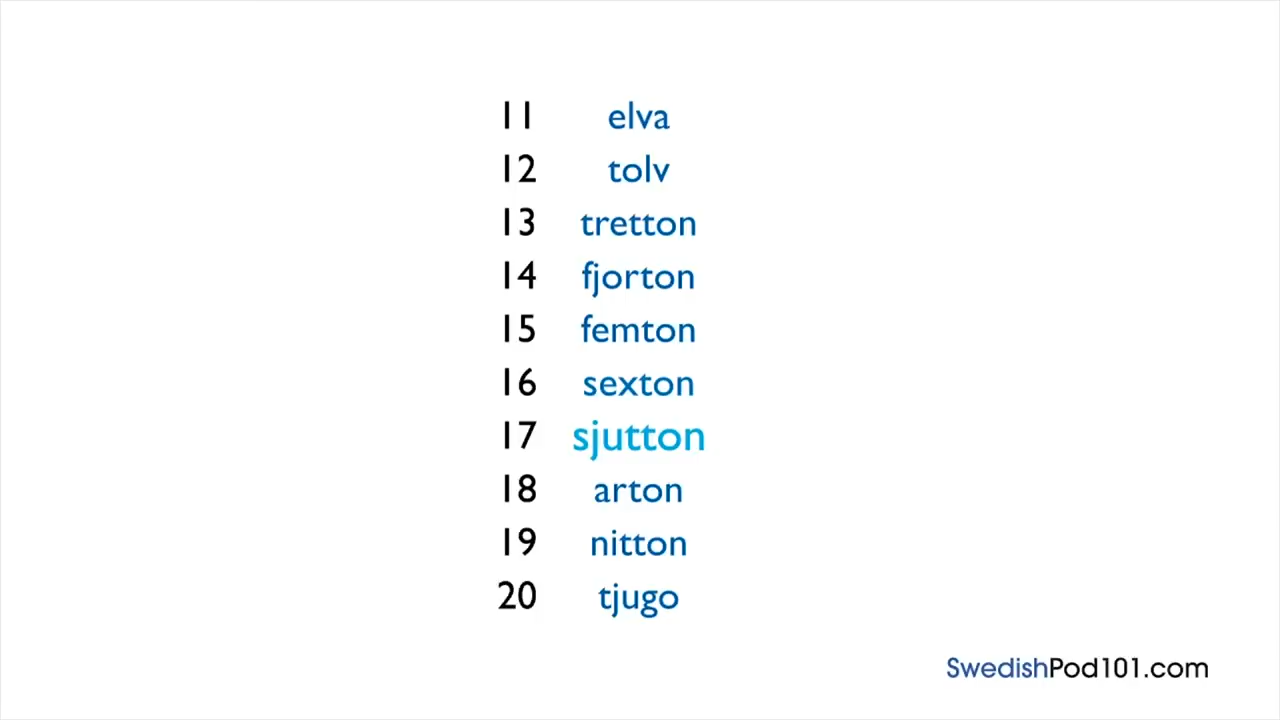 11 elva
12 tolv
13 tretton
14 fjorton
15 femton
16 sexton
17 sjutton
18 arton
19 nitton
20 tjugo
SwedishPod101.com